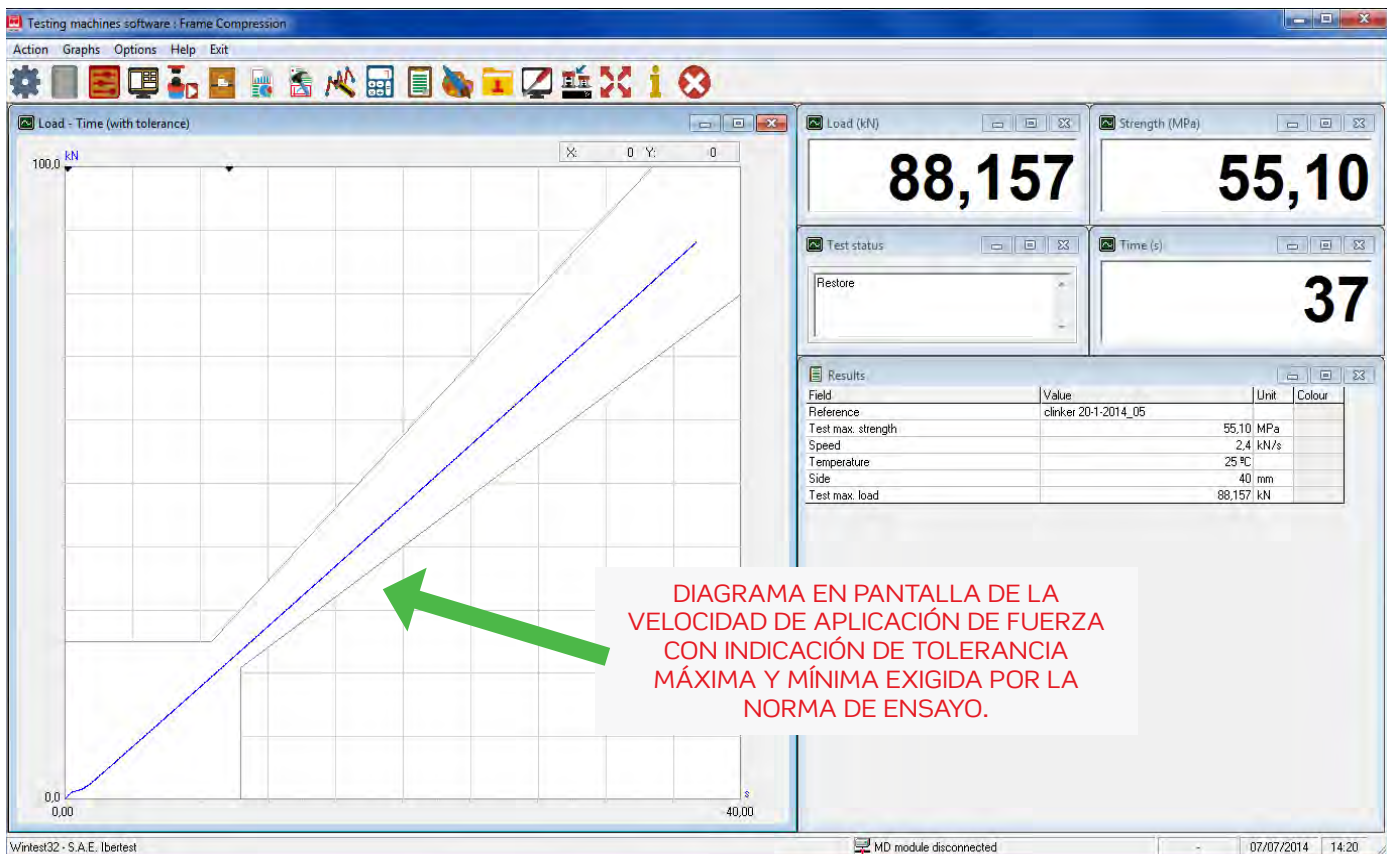 Testing machines software : Frame Compression
Action Graphs Options Help Exit
Load - Time (with tolerance)
X: 0 Y: 0
100,0 kN
0,0
0,00
s
40,00
Load (kN)
88,157
Strength (MPa)
55,10
Test status
Restore
Time (s)
37
Results
Field Value Unit Colour
Reference clinker 20-1-2014_05
Test max. strength 55,10 MPa
Speed 2,4 kN/s
Temperature 25 ºC
Side 40 mm
Test max. load 88,157 kN
DIAGRAMA EN PANTALLA DE LA
VELOCIDAD DE APLICACIÓN DE FUERZA
CON INDICACIÓN DE TOLERANCIA
MÁXIMA Y MÍNIMA EXIGIDA POR LA
NORMA DE ENSAYO.
Wintest32 - S.A.E. Ibertest
MD module disconnected
-
07/07/2014 14:20